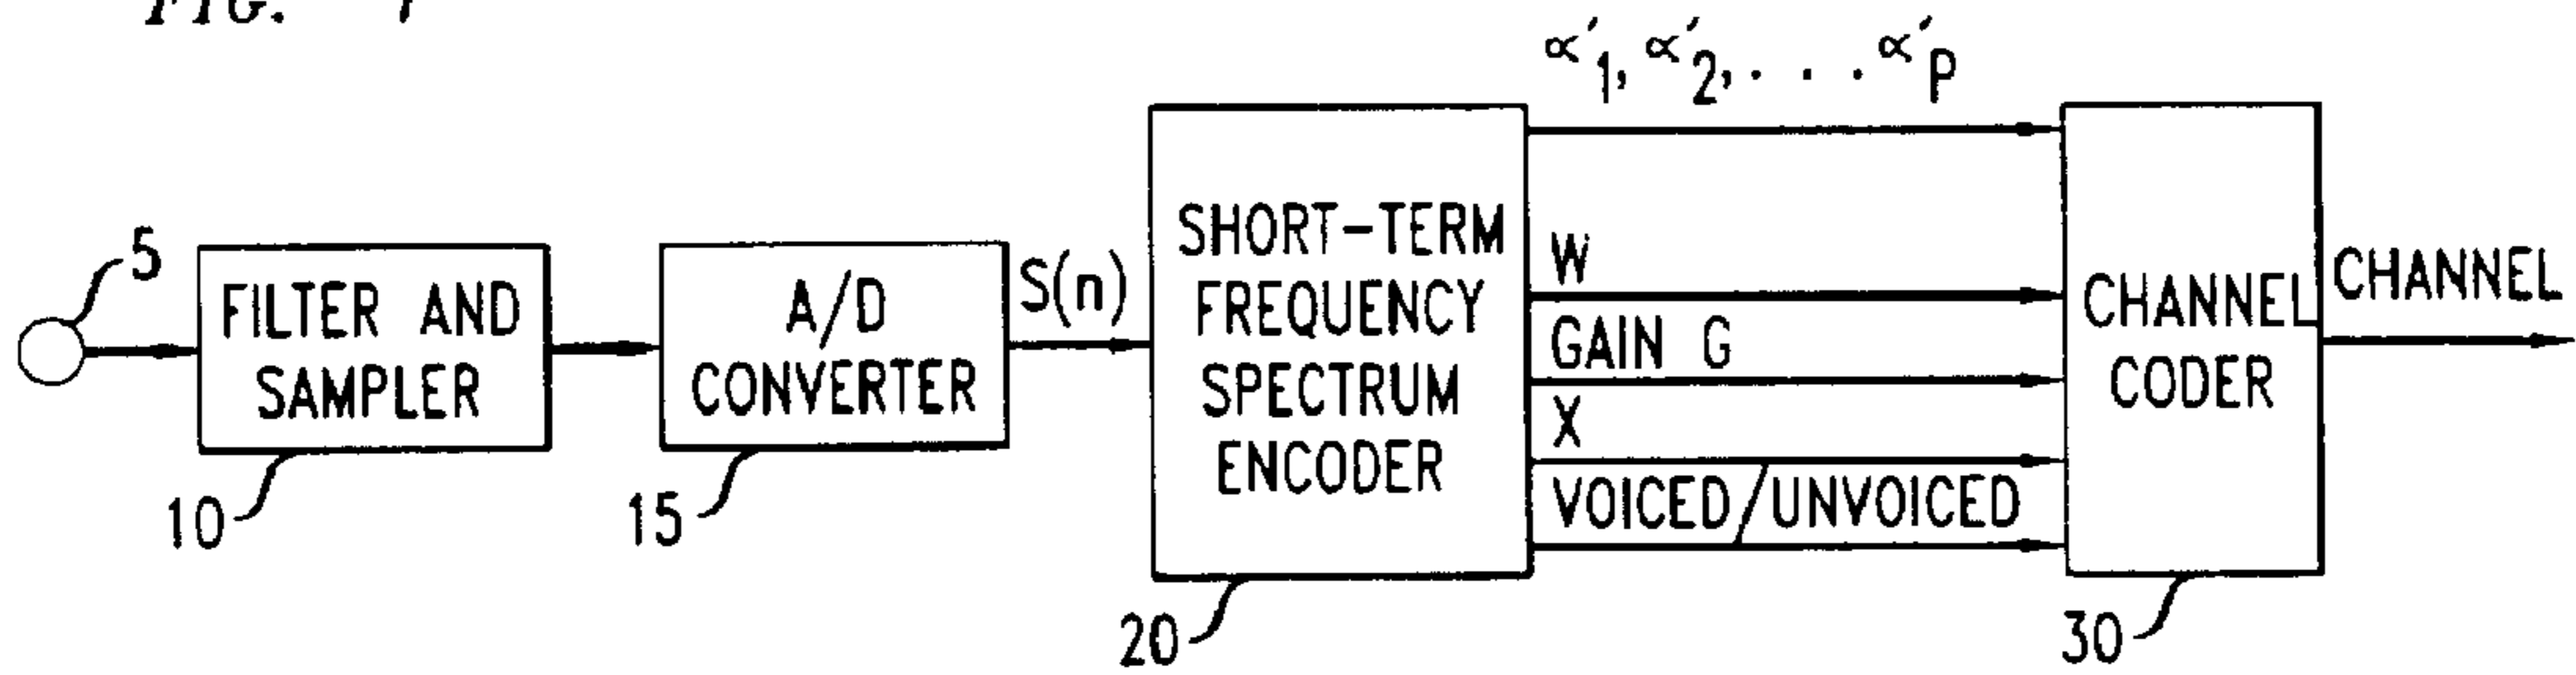 FIG. 1
α'1, α'2, . . . α'P
5
FILTER AND
SAMPLER
10
A/D
CONVERTER
15
S(n)
SHORT-TERM
FREQUENCY
SPECTRUM
ENCODER
20
W
GAIN G
X
VOICED/UNVOICED
CHANNEL
CODER
30
CHANNEL